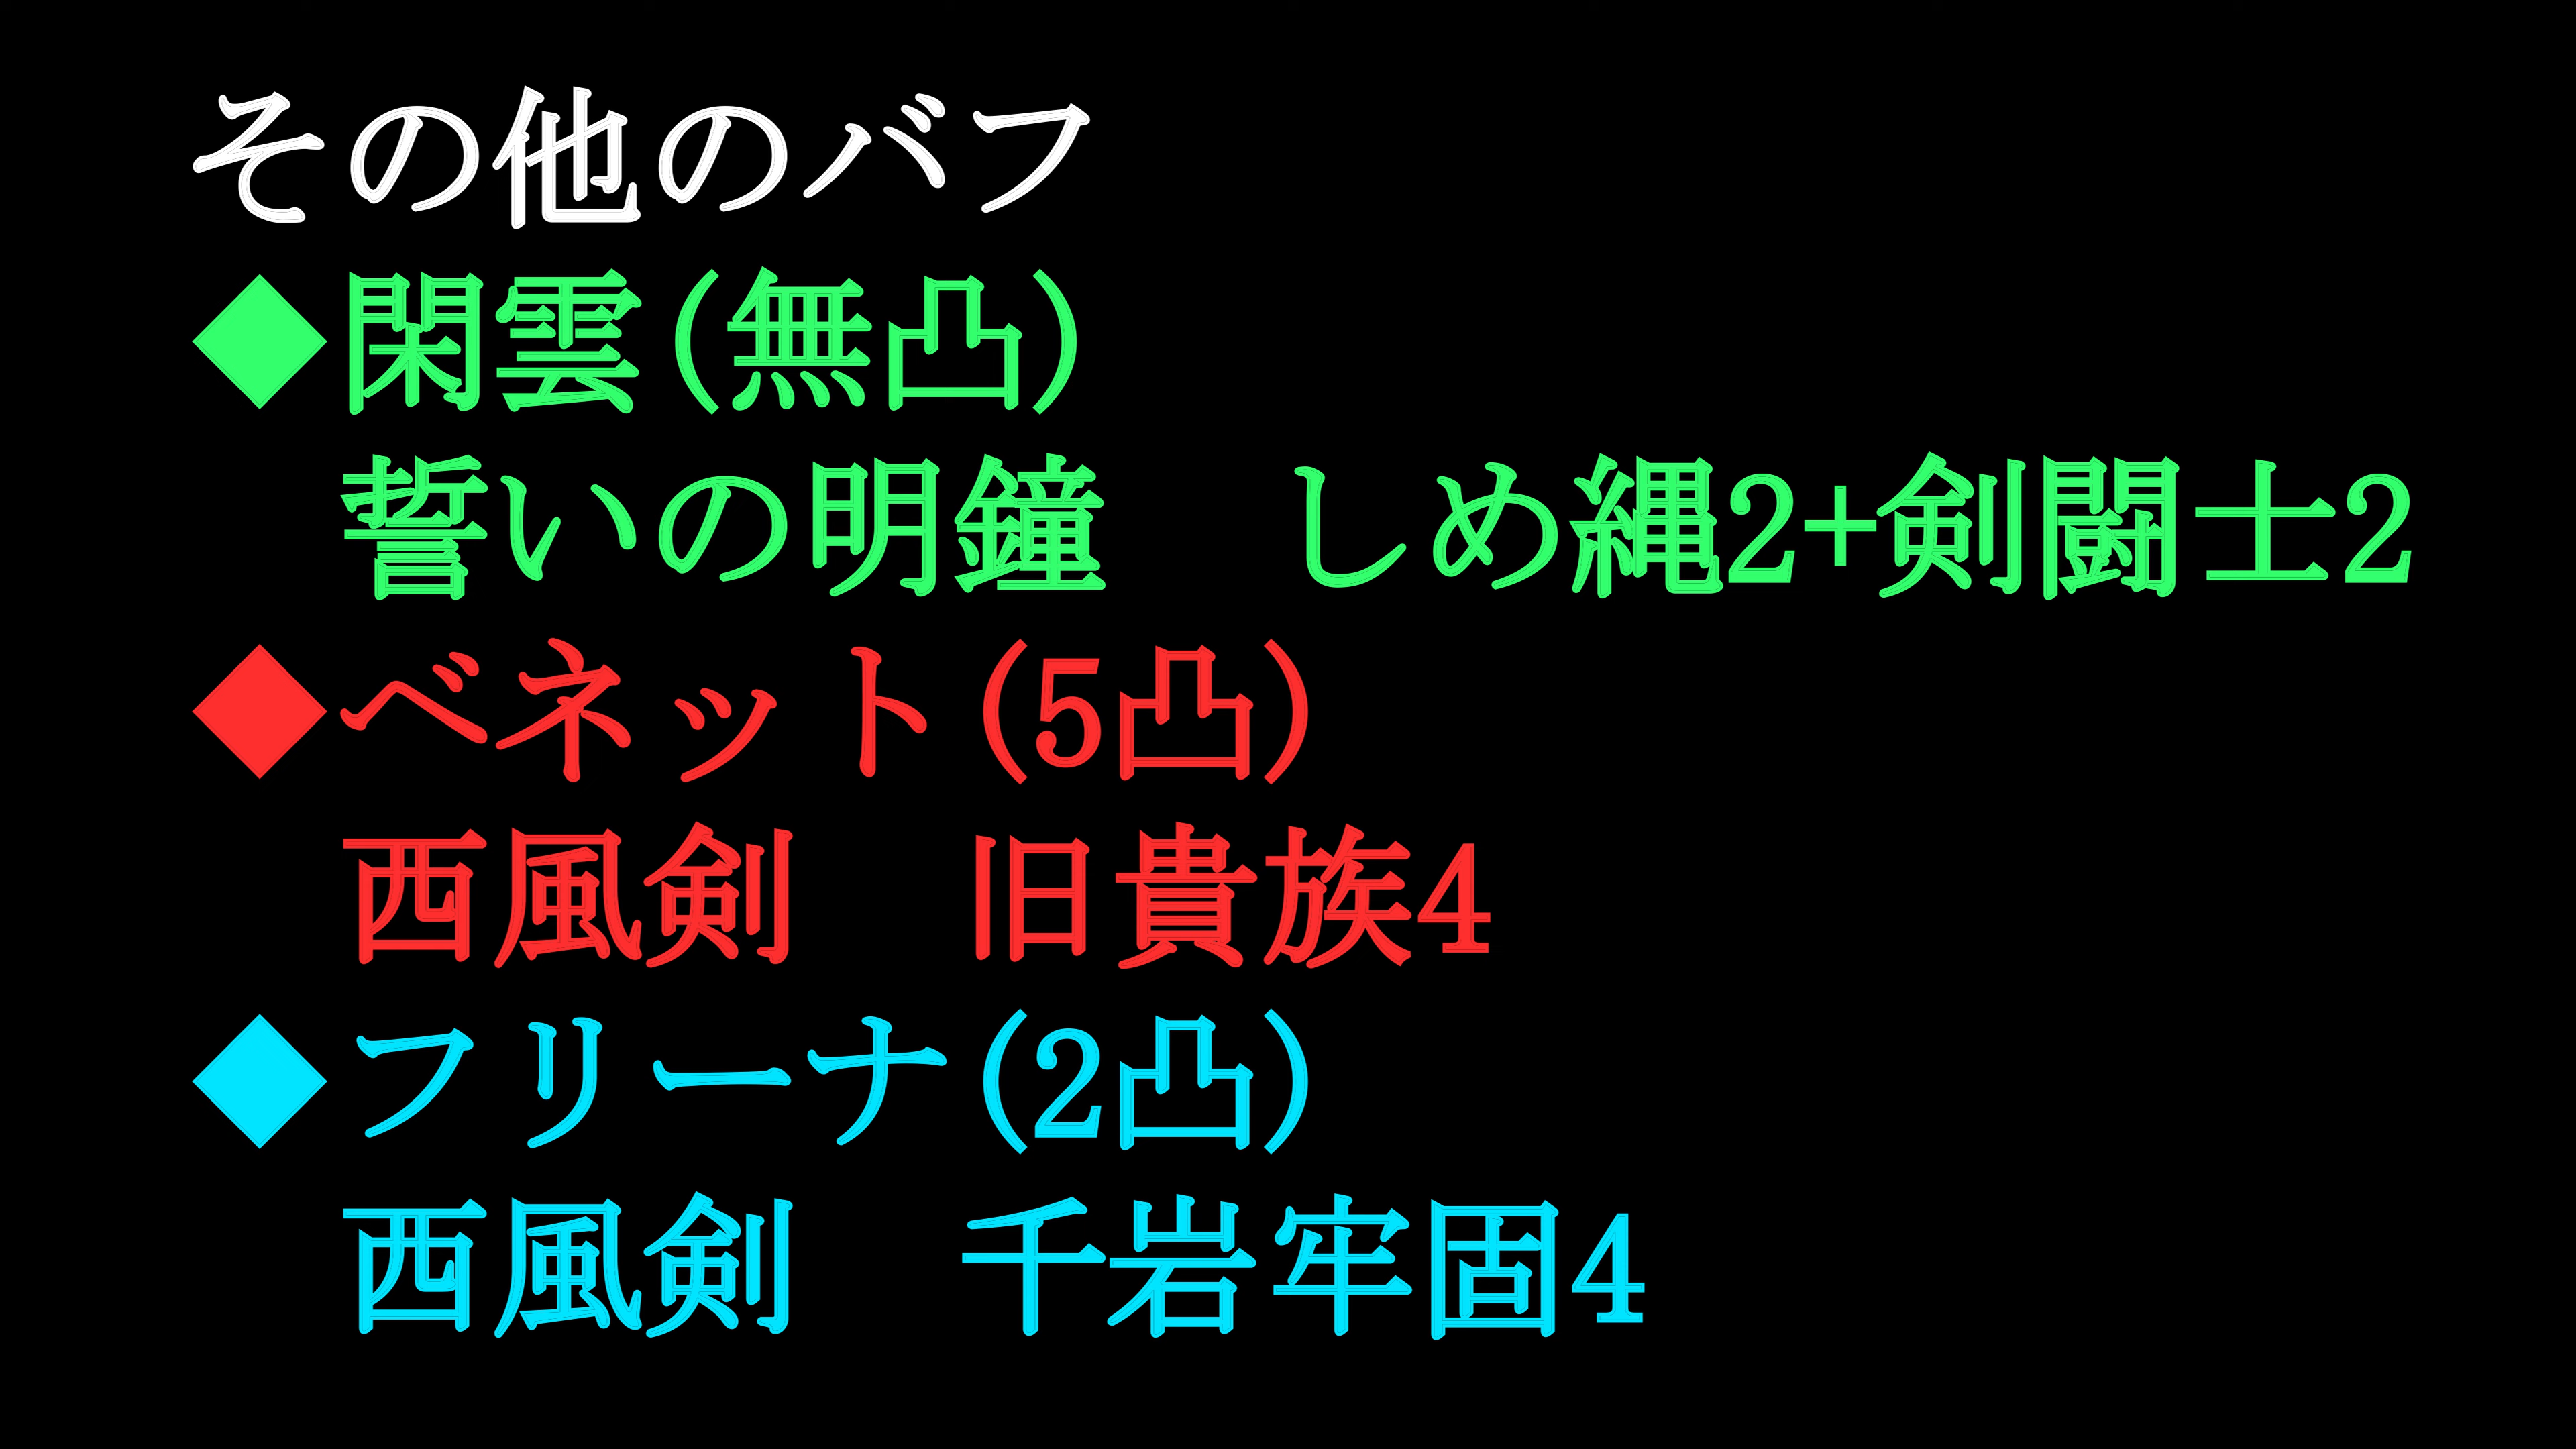 その他のバフ
◆閑雲(無凸)
誓いの明鐘　しめ縄2+剣闘士2
◆ベネット(5凸)
西風剣　旧貴族4
◆フリーナ(2凸)
西風剣　千岩牢固4